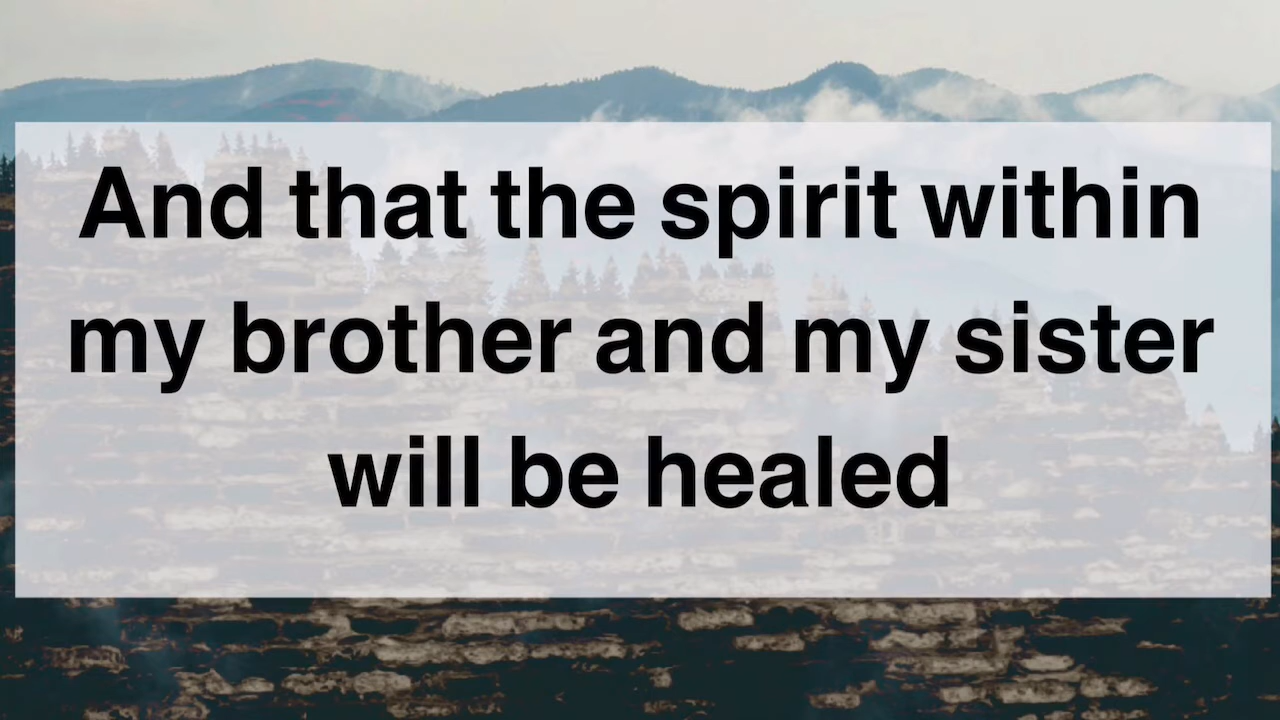 And that the spirit within
my brother and my sister
will be healed